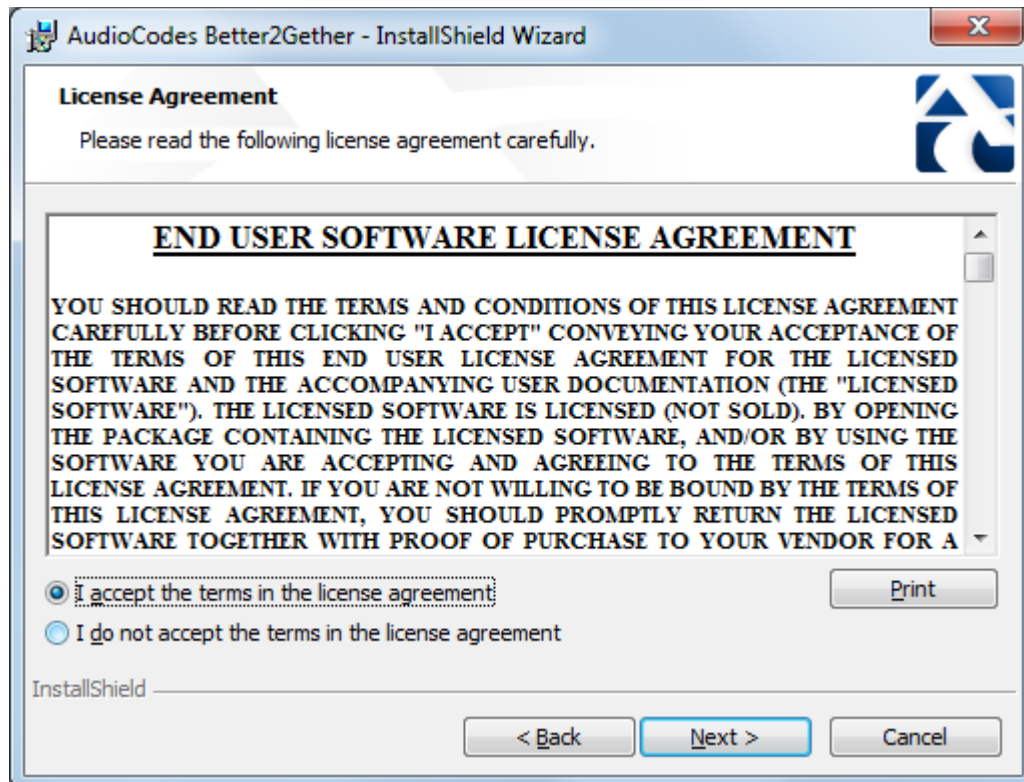 AudioCodes Better2Gether - InstallShield Wizard
License Agreement
Please read the following license agreement carefully.
END USER SOFTWARE LICENSE AGREEMENT
YOU SHOULD READ THE TERMS AND CONDITIONS OF THIS LICENSE AGREEMENT
CAREFULLY BEFORE CLICKING "I ACCEPT" CONVEYING YOUR ACCEPTANCE OF
THE TERMS OF THIS END USER LICENSE AGREEMENT FOR THE LICENSED
SOFTWARE AND THE ACCOMPANYING USER DOCUMENTATION (THE "LICENSED
SOFTWARE"). THE LICENSED SOFTWARE IS LICENSED (NOT SOLD). BY OPENING
THE PACKAGE CONTAINING THE LICENSED SOFTWARE, AND/OR BY USING THE
SOFTWARE YOU ARE ACCEPTING AND AGREEING TO THE TERMS OF THIS
LICENSE AGREEMENT. IF YOU ARE NOT WILLING TO BE BOUND BY THE TERMS OF
THIS LICENSE AGREEMENT, YOU SHOULD PROMPTLY RETURN THE LICENSED
SOFTWARE TOGETHER WITH PROOF OF PURCHASE TO YOUR VENDOR FOR A
I accept the terms in the license agreement
Print
I do not accept the terms in the license agreement
InstallShield
< Back
Next >
Cancel